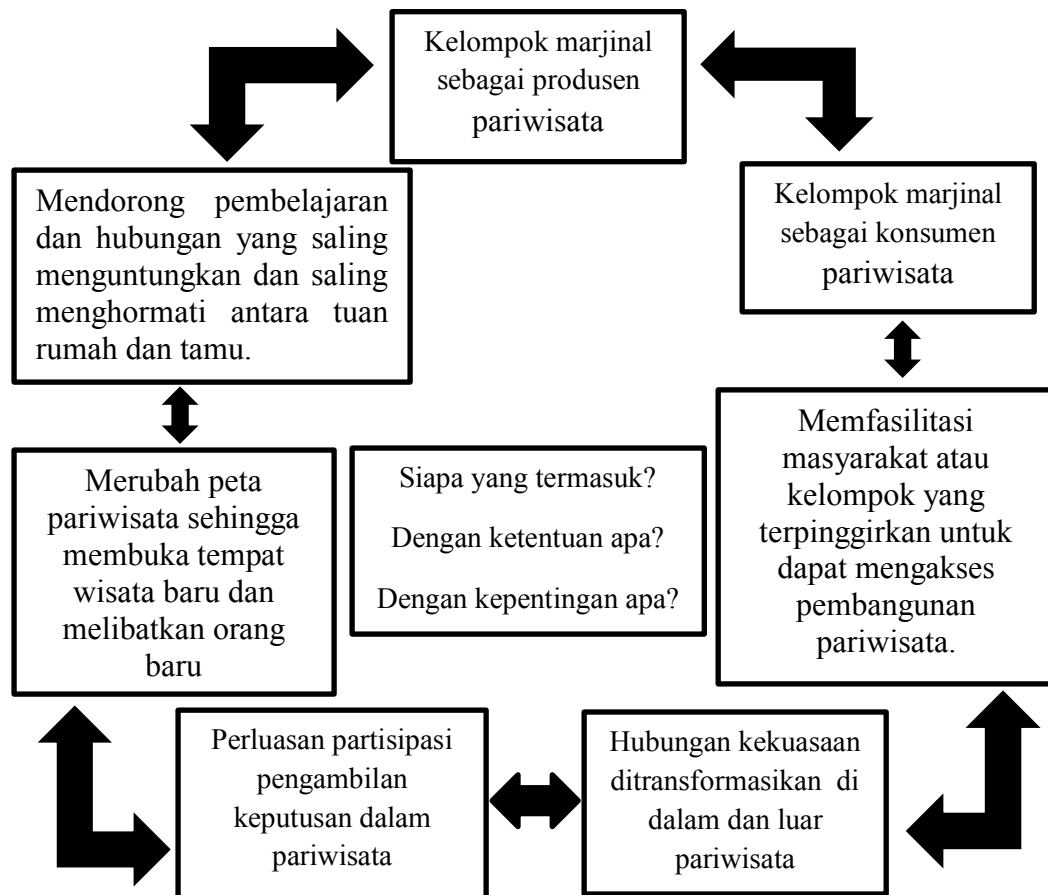 Kelompok marjinal
sebagai produsen
pariwisata
Kelompok marjinal
sebagai konsumen
pariwisata
Memfasilitasi
masyarakat atau
kelompok yang
terpinggirkan untuk
dapat mengakses
pembangunan
pariwisata.
Hubungan kekuasaan
ditransformasikan di
dalam dan luar
pariwisata
Perluasan partisipasi
pengambilan
keputusan dalam
pariwisata
Merubah peta
pariwisata sehingga
membuka tempat
wisata baru dan
melibatkan orang
baru
Mendorong pembelajaran
dan hubungan yang saling
menguntungkan dan saling
menghormati antara tuan
rumah dan tamu.
Siapa yang termasuk?
Dengan ketentuan apa?
Dengan kepentingan apa?